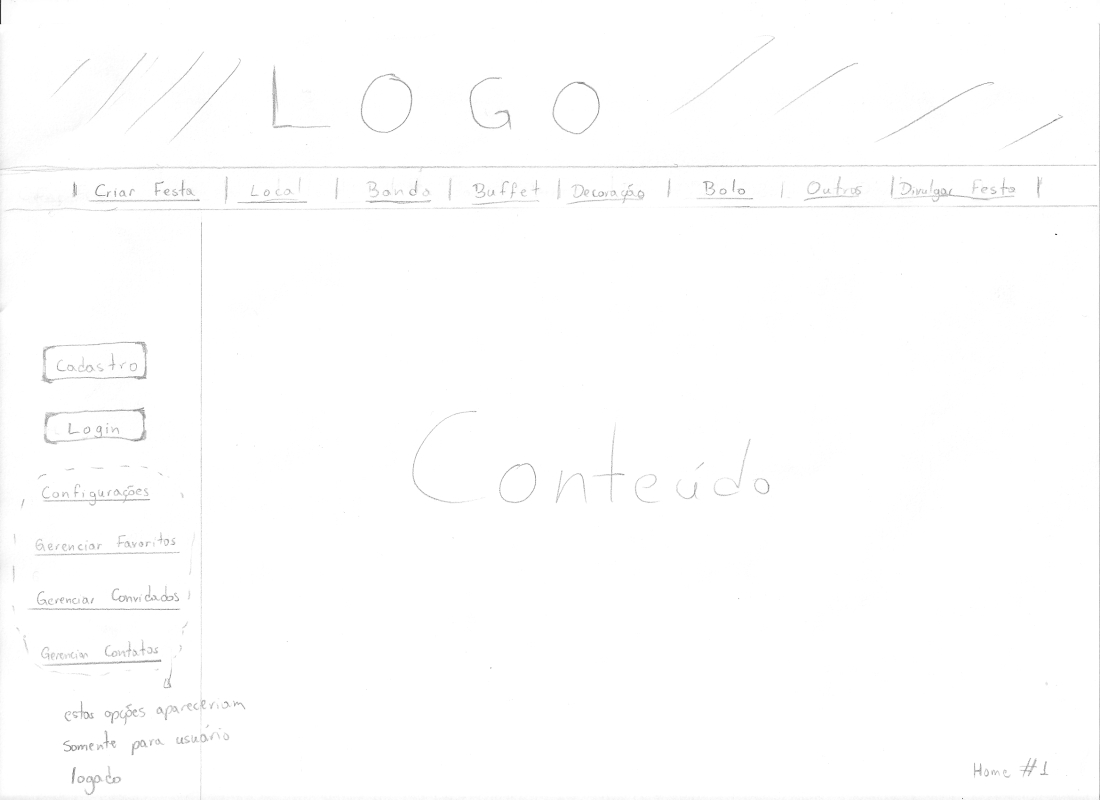 LOGO
| Criar Festa | Local | Banda | Buffet | Decoração | Bolo | Outros | Divulgar Festa |
Cadastro
Login
Configurações
Gerenciar Favoritos
Gerenciar Convidados
Gerenciar Contatos
Conteúdo
estas opções apareceriam
somente para usuário
logado
Home #1